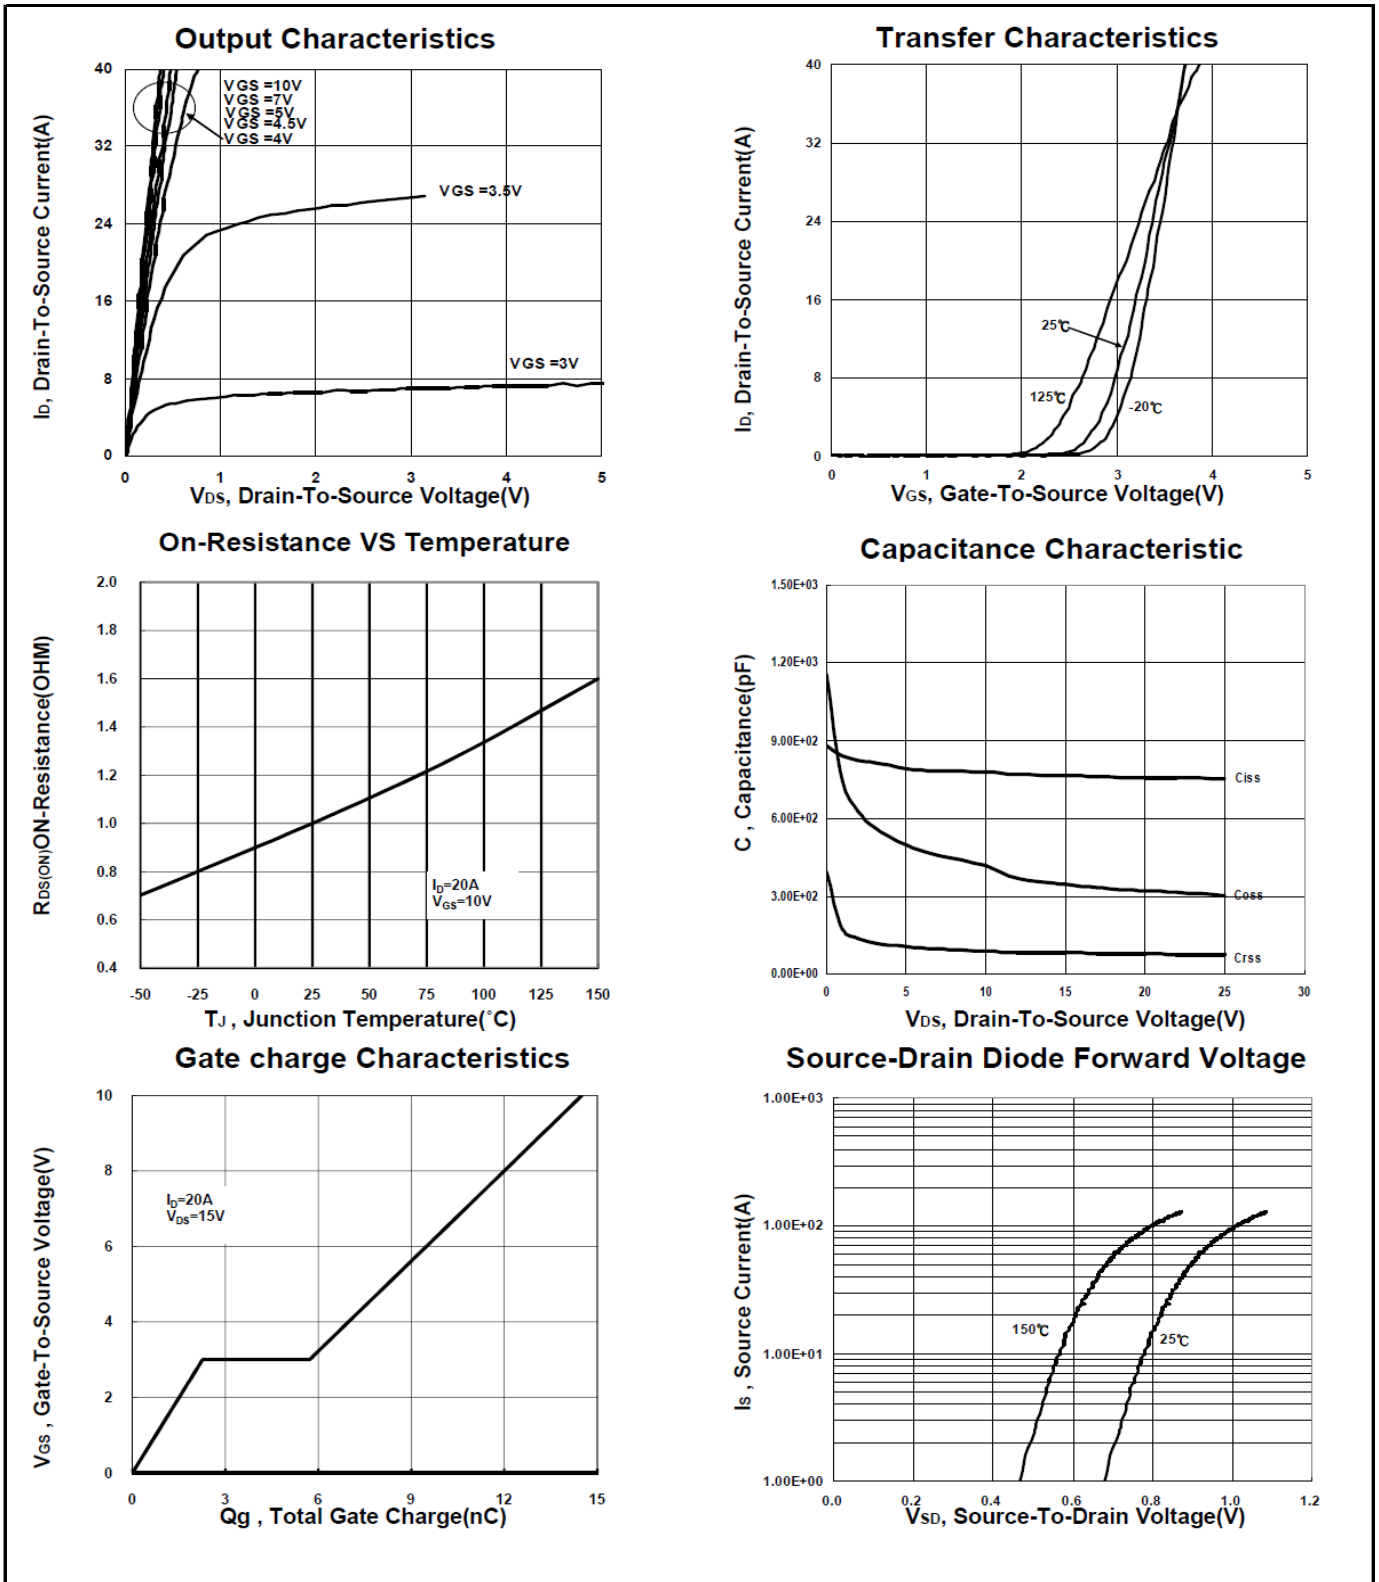 Output Characteristics
ID, Drain-To-Source Current(A)
40
32
24
16
8
0
VGS =10V
VGS =7V
VGS =5V
VGS =4.5V
VGS =4V
VGS =3.5V
VGS =3V
0 1 2 3 4 5
VDS, Drain-To-Source Voltage(V)
Transfer Characteristics
ID, Drain-To-Source Current(A)
40
32
24
16
8
0
25℃
125℃
-20℃
0 1 2 3 4 5
VGS, Gate-To-Source Voltage(V)
On-Resistance VS Temperature
RDS(ON)ON-Resistance(OHM)
2.0
1.8
1.6
1.4
1.2
1.0
0.8
0.6
0.4
ID=20A
VGS=10V
-50 -25 0 25 50 75 100 125 150
TJ , Junction Temperature(˚C)
Capacitance Characteristic
C , Capacitance(pF)
1.50E+03
1.20E+03
9.00E+02
6.00E+02
3.00E+02
0.00E+00
Ciss
Coss
Crss
0 5 10 15 20 25 30
VDS, Drain-To-Source Voltage(V)
Gate charge Characteristics
VGS , Gate-To-Source Voltage(V)
10
8
6
4
2
0
ID=20A
VDS=15V
0 3 6 9 12 15
Qg , Total Gate Charge(nC)
Source-Drain Diode Forward Voltage
IS , Source Current(A)
1.00E+03
1.00E+02
1.00E+01
1.00E+00
150℃
25℃
0.0 0.2 0.4 0.6 0.8 1.0 1.2
VSD, Source-To-Drain Voltage(V)